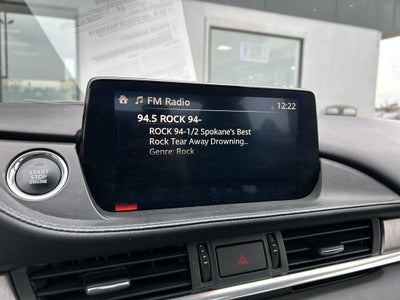 FM Radio
12:22
94.5 ROCK 94-
ROCK 94-1/2 Spokane's Best
Rock Tear Away Drowning..
Genre: Rock
START
STOP
ENGINE